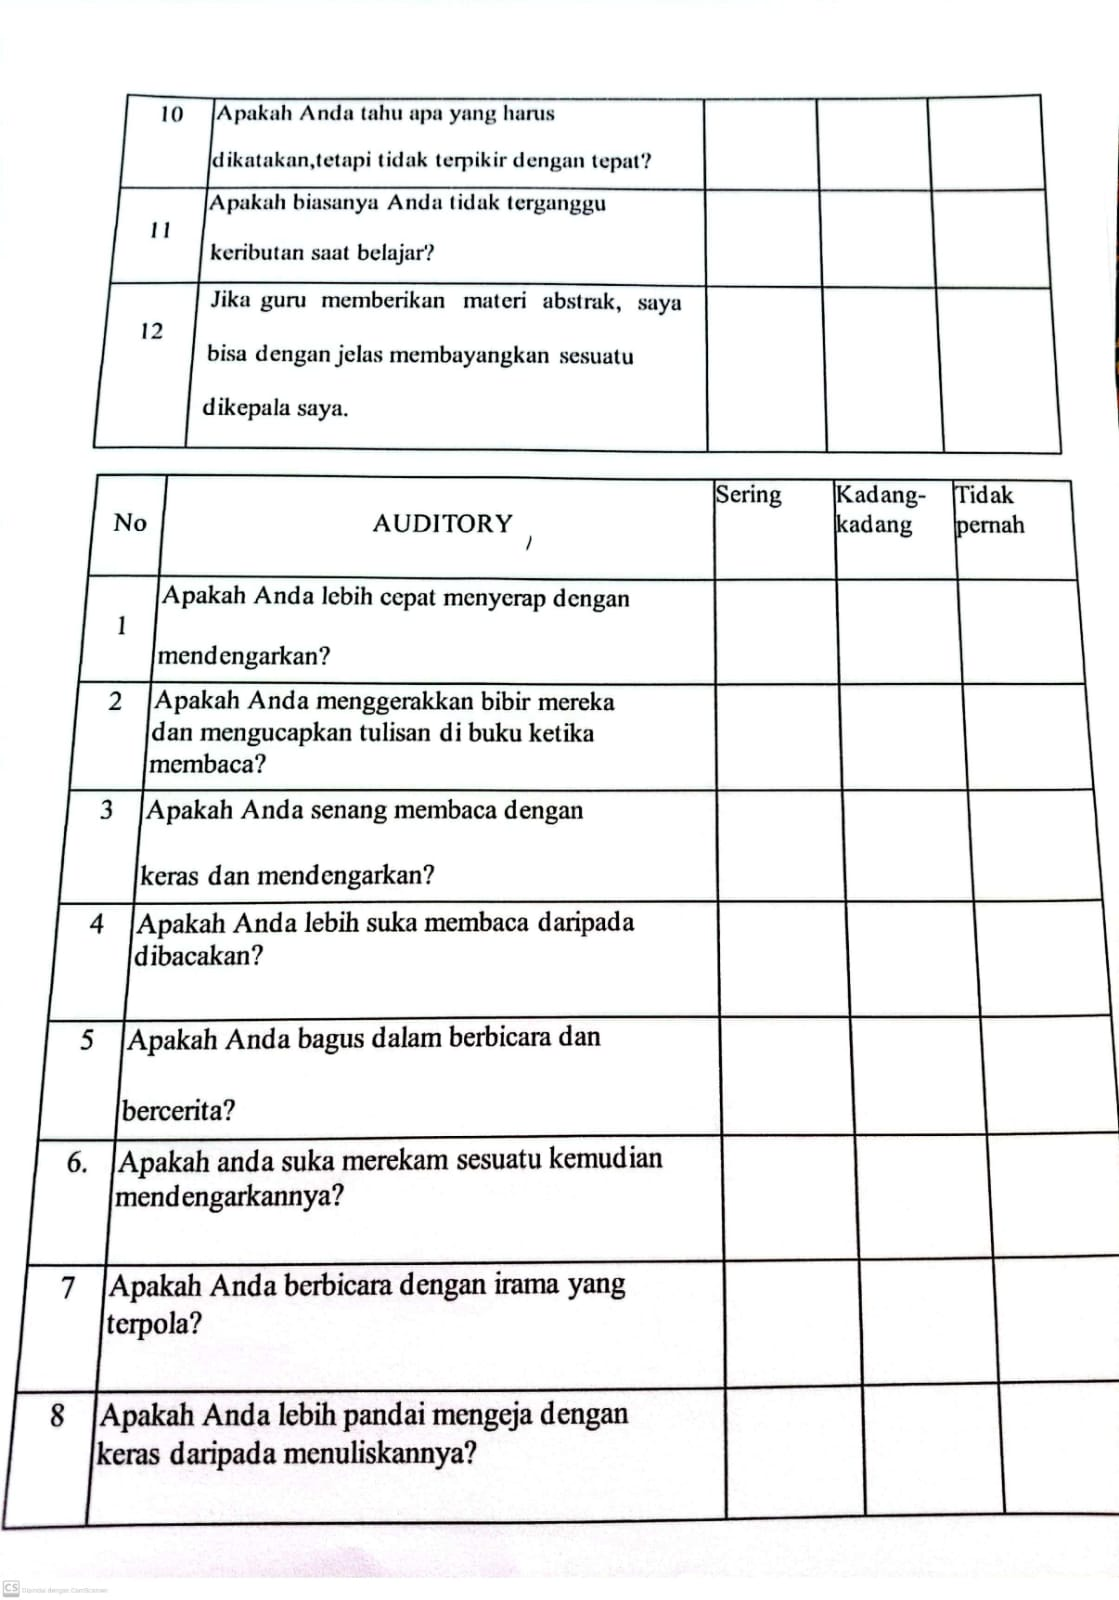 10 Apakah Anda tahu apa yang harus
dikatakan,tetapi tidak terpikir dengan tepat?
11 Apakah biasanya Anda tidak terganggu
keributan saat belajar?
12 Jika guru memberikan materi abstrak, saya
bisa dengan jelas membayangkan sesuatu
dikepala saya.
No AUDITORY Sering Kadang- Tidak
kadang pernah
1 Apakah Anda lebih cepat menyerap dengan
mendengarkan?
2 Apakah Anda menggerakkan bibir mereka
dan mengucapkan tulisan di buku ketika
membaca?
3 Apakah Anda senang membaca dengan
keras dan mendengarkan?
4 Apakah Anda lebih suka membaca daripada
dibacakan?
5 Apakah Anda bagus dalam berbicara dan
bercerita?
6. Apakah anda suka merekam sesuatu kemudian
mendengarkannya?
7 Apakah Anda berbicara dengan irama yang
terpola?
8 Apakah Anda lebih pandai mengeja dengan
keras daripada menuliskannya?
CS Dipindai dengan CamScanner